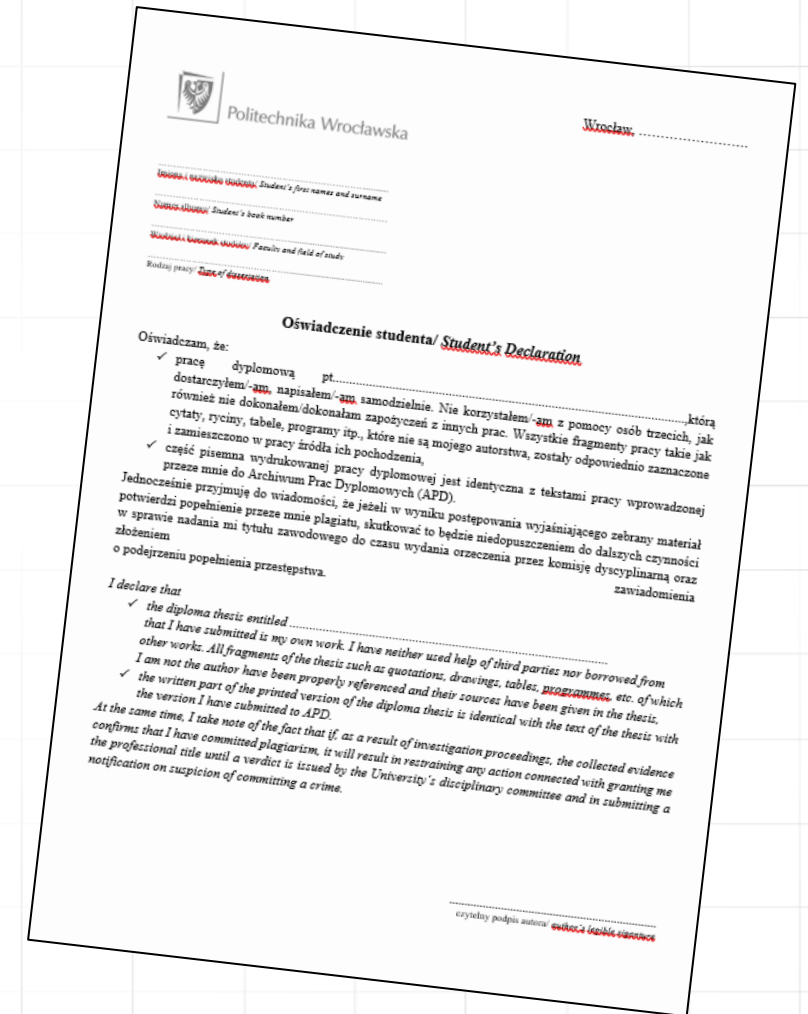 Politechnika Wrocławska
Wrocław, ........................................
Imiona i nazwisko studenta/ Student's first names and surname
Numer albumu/ Student's book number
Wydział i kierunek studiów/ Faculty and field of study
Rodzaj pracy/ Type of dissertation
Oświadczenie studenta/ Student's Declaration
Oświadczam, że:
✓ pracę dyplomową pt........................................................................................................,którą
dostarczyłem/-am, napisałem/-am samodzielnie. Nie korzystałem/-am z pomocy osób trzecich, jak
również nie dokonałem/dokonałam zapożyczeń z innych prac. Wszystkie fragmenty pracy takie jak
cytaty, ryciny, tabele, programy itp., które nie są mojego autorstwa, zostały odpowiednio zaznaczone
i zamieszczono w pracy źródła ich pochodzenia,
✓ część pisemna wydrukowanej pracy dyplomowej jest identyczna z tekstami pracy wprowadzonej
przeze mnie do Archiwum Prac Dyplomowych (APD).
Jednocześnie przyjmuję do wiadomości, że jeżeli w wyniku postępowania wyjaśniającego zebrany materiał
potwierdzi popełnienie przeze mnie plagiatu, skutkować to będzie niedopuszczeniem do dalszych czynności
w sprawie nadania mi tytułu zawodowego do czasu wydania orzeczenia przez komisję dyscyplinarną oraz
złożeniem zawiadomienia
o podejrzeniu popełnienia przestępstwa.
I declare that
✓ the diploma thesis entitled ....................................................................................................
that I have submitted is my own work. I have neither used help of third parties nor borrowed from
other works. All fragments of the thesis such as quotations, drawings, tables, programmes, etc. of which
I am not the author have been properly referenced and their sources have been given in the thesis,
✓ the written part of the printed version of the diploma thesis is identical with the text of the thesis with
the version I have submitted to APD.
At the same time, I take note of the fact that if, as a result of investigation proceedings, the collected evidence
confirms that I have committed plagiarism, it will result in restraining any action connected with granting me
the professional title until a verdict is issued by the University's disciplinary committee and in submitting a
notification on suspicion of committing a crime.
czytelny podpis autora/ author's legible signature